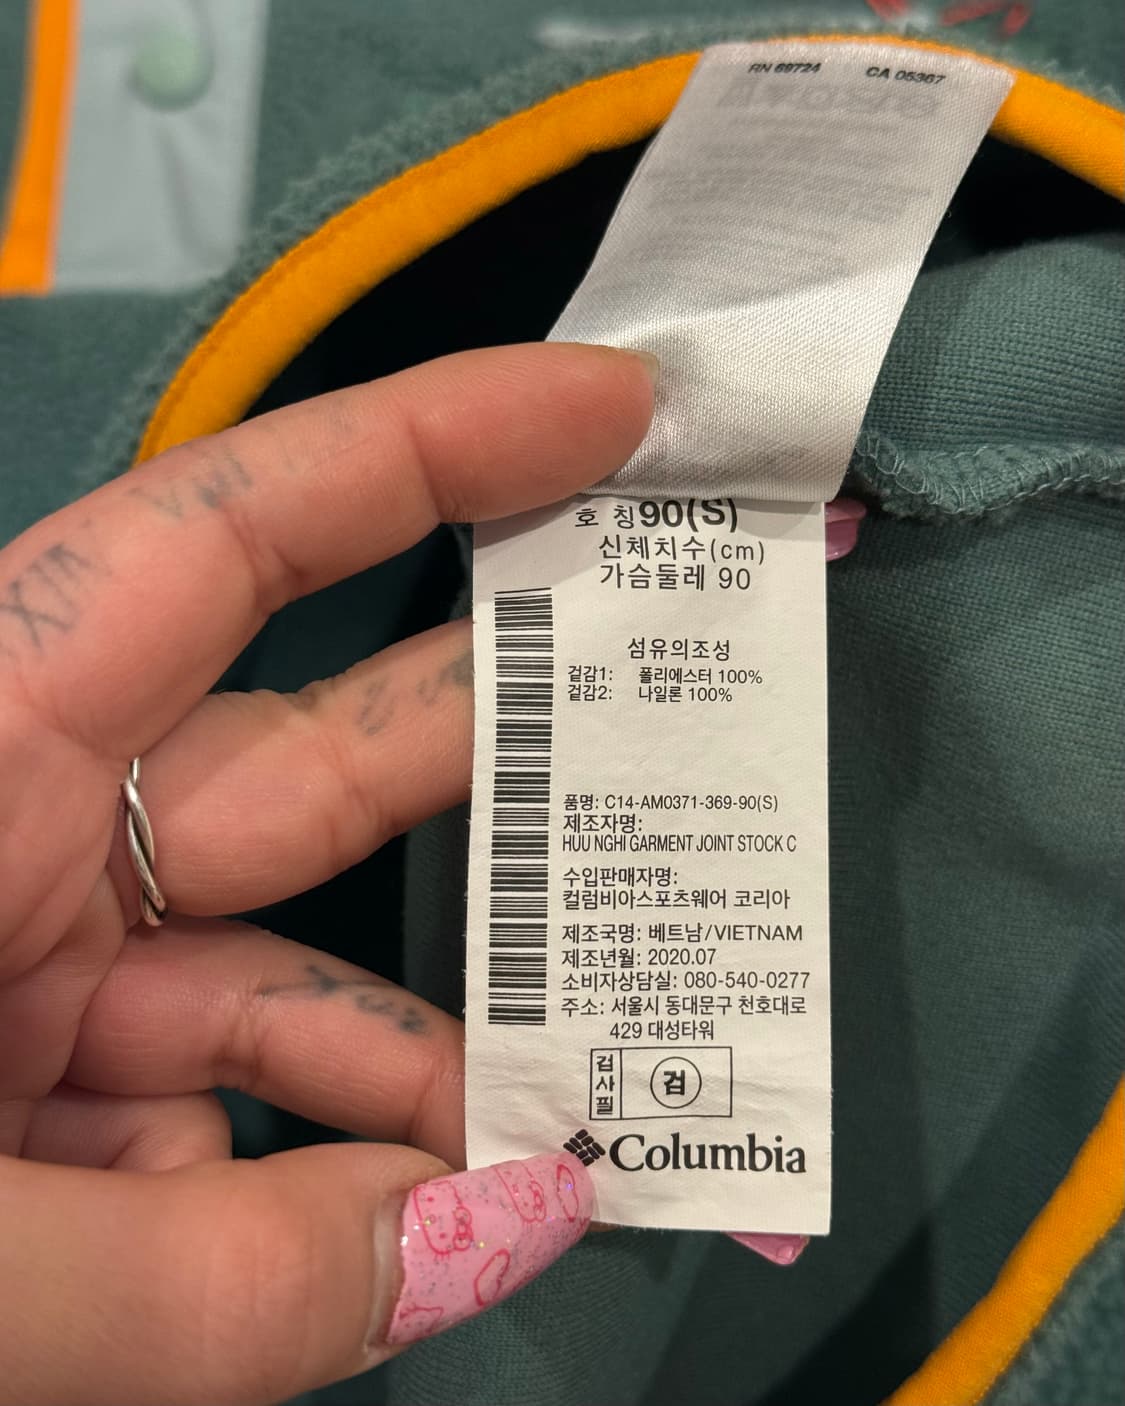 RN 69724 CA 05367
호 칭90(S)
신체치수(cm)
가슴둘레 90
섬유의조성
겉감1: 폴리에스터 100%
겉감2: 나일론 100%
품명: C14-AM0371-369-90(S)
제조자명:
HUU NGHI GARMENT JOINT STOCK C
수입판매자명:
컬럼비아스포츠웨어 코리아
제조국명: 베트남/VIETNAM
제조년월: 2020.07
소비자상담실: 080-540-0277
주소: 서울시 동대문구 천호대로
429 대성타워
검사필 검
Columbia